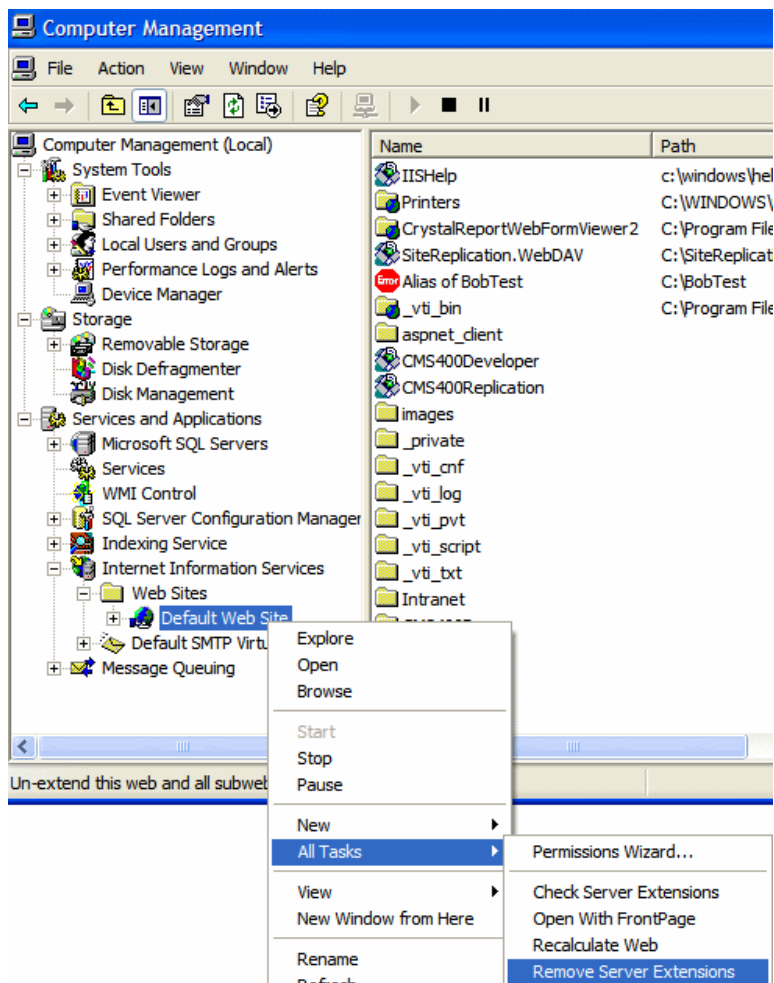 Computer Management
File Action View Window Help
Computer Management (Local)
System Tools
Event Viewer
Shared Folders
Local Users and Groups
Performance Logs and Alerts
Device Manager
Storage
Removable Storage
Disk Defragmenter
Disk Management
Services and Applications
Microsoft SQL Servers
Services
WMI Control
SQL Server Configuration Manager
Indexing Service
Internet Information Services
Web Sites
Default Web Site
Default SMTP Virtu
Message Queuing
Name Path
IISHelp c:\windows\hel
Printers C:\WINDOWS\
CrystalReportWebFormViewer2 C:\Program File
SiteReplication.WebDAV C:\SiteReplicat
Error Alias of BobTest C:\BobTest
_vti_bin C:\Program File
aspnet_client
CMS400Developer
CMS400Replication
images
_private
_vti_cnf
_vti_log
_vti_pvt
_vti_script
_vti_txt
Intranet
Un-extend this web and all subweb
Explore
Open
Browse
Start
Stop
Pause
New
All Tasks
View
New Window from Here
Rename
Refresh
Permissions Wizard...
Check Server Extensions
Open With FrontPage
Recalculate Web
Remove Server Extensions